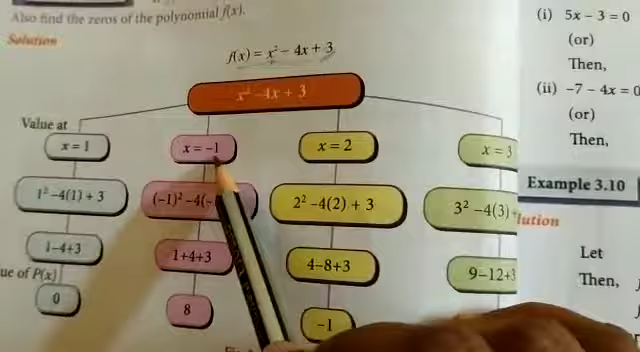 Also find the zeros of the polynomial f(x).
Solution
f(x) = x² − 4x + 3
x² −4x + 3
Value at
x = 1
x = −1
x = 2
x = 3
1² −4(1) + 3
(−1)² −4(−
2² −4(2) + 3
3² −4(3) +
1−4+3
1+4+3
4−8+3
9−12+3
ue of P(x)
0
8
−1
(i) 5x − 3 = 0
(or)
Then,
(ii) −7 − 4x = 0
(or)
Then,
Example 3.10
lution
Let
Then,